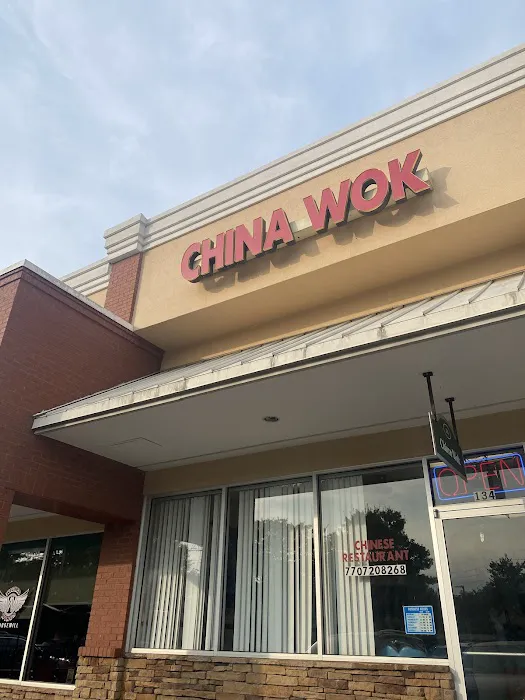 CHINA WOK
OPEN
134
CHINESE
RESTAURANT
7707208268